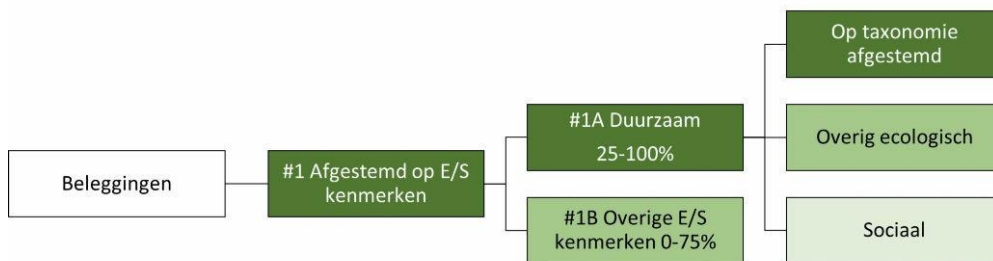 Beleggingen
#1 Afgestemd op E/S
kenmerken
#1A Duurzaam
25-100%
#1B Overige E/S
kenmerken 0-75%
Op taxonomie
afgestemd
Overig ecologisch
Sociaal